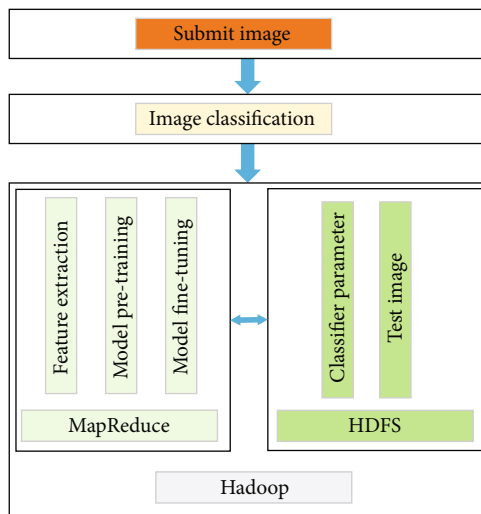 Submit image
Image classification
Feature extraction
Model pre-training
Model fine-tuning
MapReduce
Classifier parameter
Test image
HDFS
Hadoop